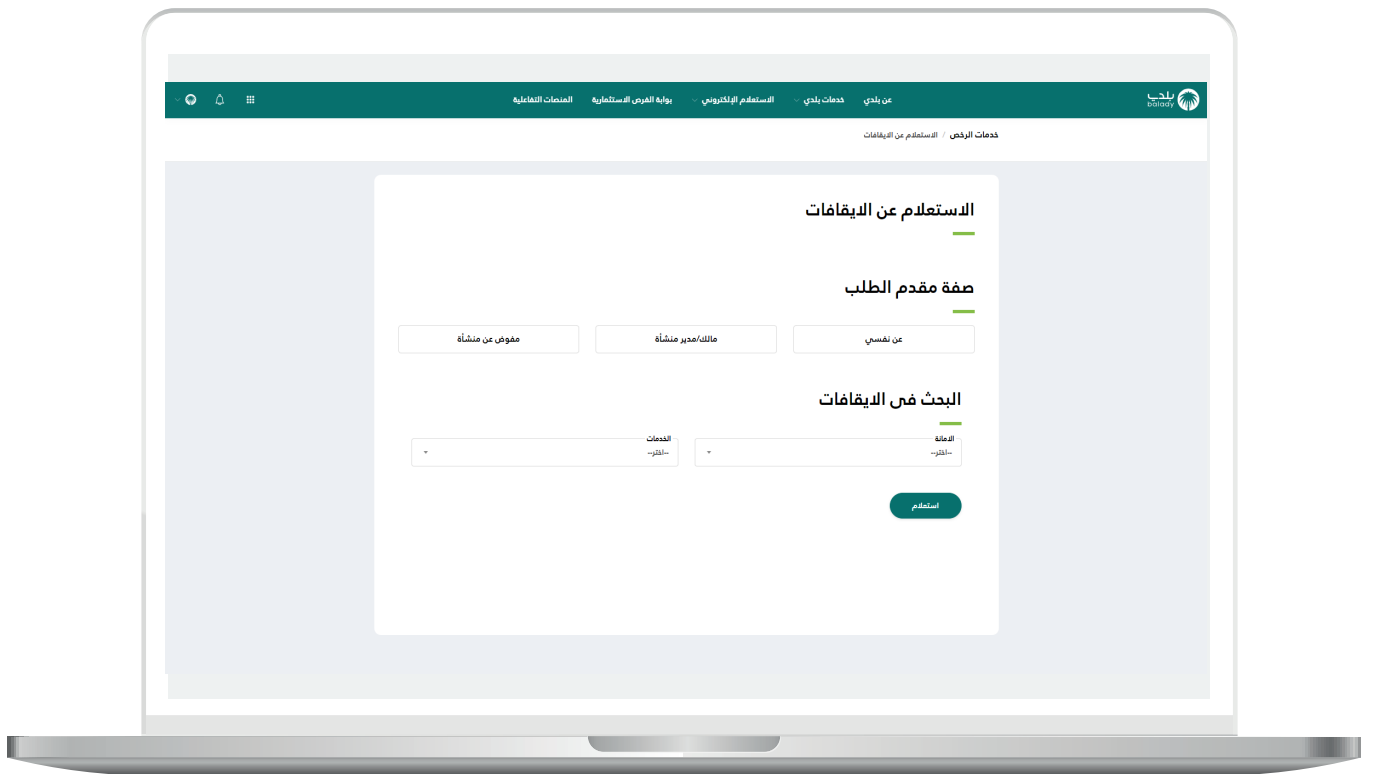 بلدي
balady
عن بلدي
خدمات بلدي
الاستعلام الإلكتروني
بوابة الفرص الاستثمارية
المنصات التفاعلية
خدمات الرخص / الاستعلام عن الايقافات
الاستعلام عن الايقافات
صفة مقدم الطلب
عن نفسي
مالك/مدير منشأة
مفوض عن منشأة
البحث فى الايقافات
الامانة
--اختر--
الخدمات
--اختر--
استعلام